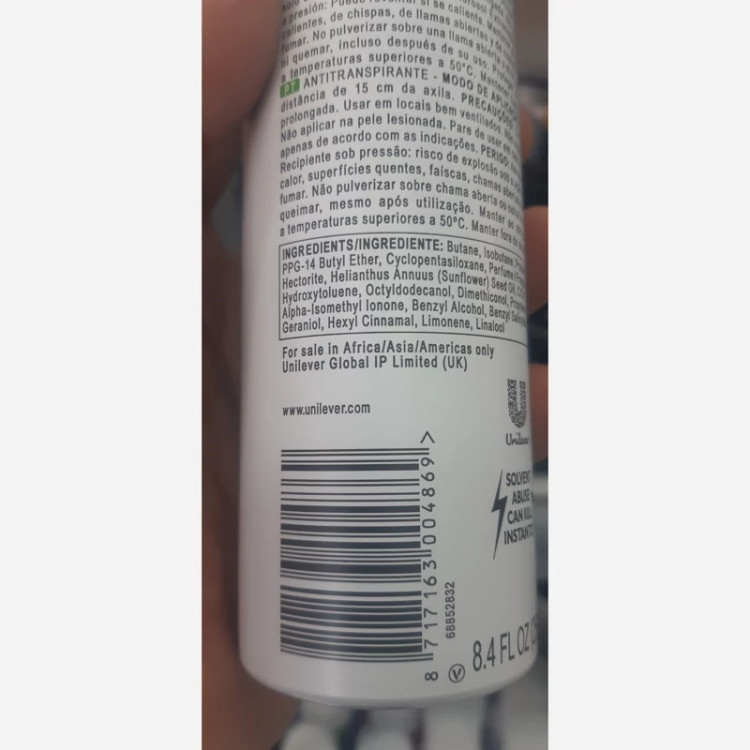 a presión: Puede reventar si se calienta.
calientes, de chispas, de llamas abiertas y de
fumar. No pulverizar sobre una llama abierta
ni quemar, incluso después de su uso.
a temperaturas superiores a 50°C. Mantener
PT ANTITRANSPIRANTE - MODO DE
distância de 15 cm da axila. PRECAUÇÕES
prolongada. Usar em locais bem ventilados.
Não aplicar na pele lesionada. Pare de usar
apenas de acordo com as indicações. PERIGO
Recipiente sob pressão: risco de explosão sob
calor, superfícies quentes, faíscas, chamas
fumar. Não pulverizar sobre chama aberta ou
queimar, mesmo após utilização. Manter
a temperaturas superiores a 50°C. Manter fora
INGREDIENTS/INGREDIENTE: Butane, Isobutane,
PPG-14 Butyl Ether, Cyclopentasiloxane, Perfume
Hectorite, Helianthus Annuus (Sunflower) Seed Oil
Hydroxytoluene, Octyldodecanol, Dimethiconol,
Alpha-Isomethyl Ionone, Benzyl Alcohol, Benzyl
Geraniol, Hexyl Cinnamal, Limonene, Linalool
For sale in Africa/Asia/Americas only
Unilever Global IP Limited (UK)
www.unilever.com
Unilever
SOLVENT
ABUSE
CAN KILL
INSTANTLY
8 717163 004869 >
68852832
V
8.4 FL OZ